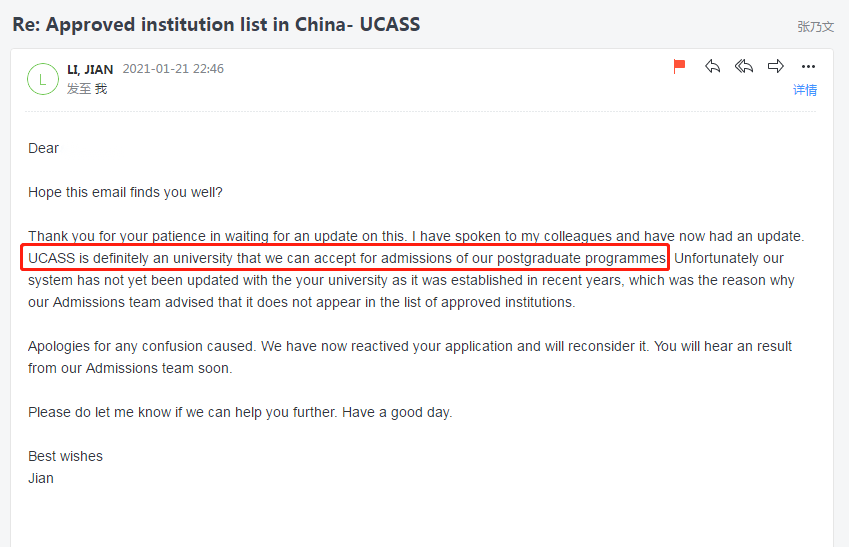 Re: Approved institution list in China- UCASS
张乃文
L
LI, JIAN 2021-01-21 22:46
发至 我
详情
Dear
Hope this email finds you well?
Thank you for your patience in waiting for an update on this. I have spoken to my colleagues and have now had an update.
UCASS is definitely an university that we can accept for admissions of our postgraduate programmes. Unfortunately our
system has not yet been updated with the your university as it was established in recent years, which was the reason why
our Admissions team advised that it does not appear in the list of approved institutions.
Apologies for any confusion caused. We have now reactived your application and will reconsider it. You will hear an result
from our Admissions team soon.
Please do let me know if we can help you further. Have a good day.
Best wishes
Jian